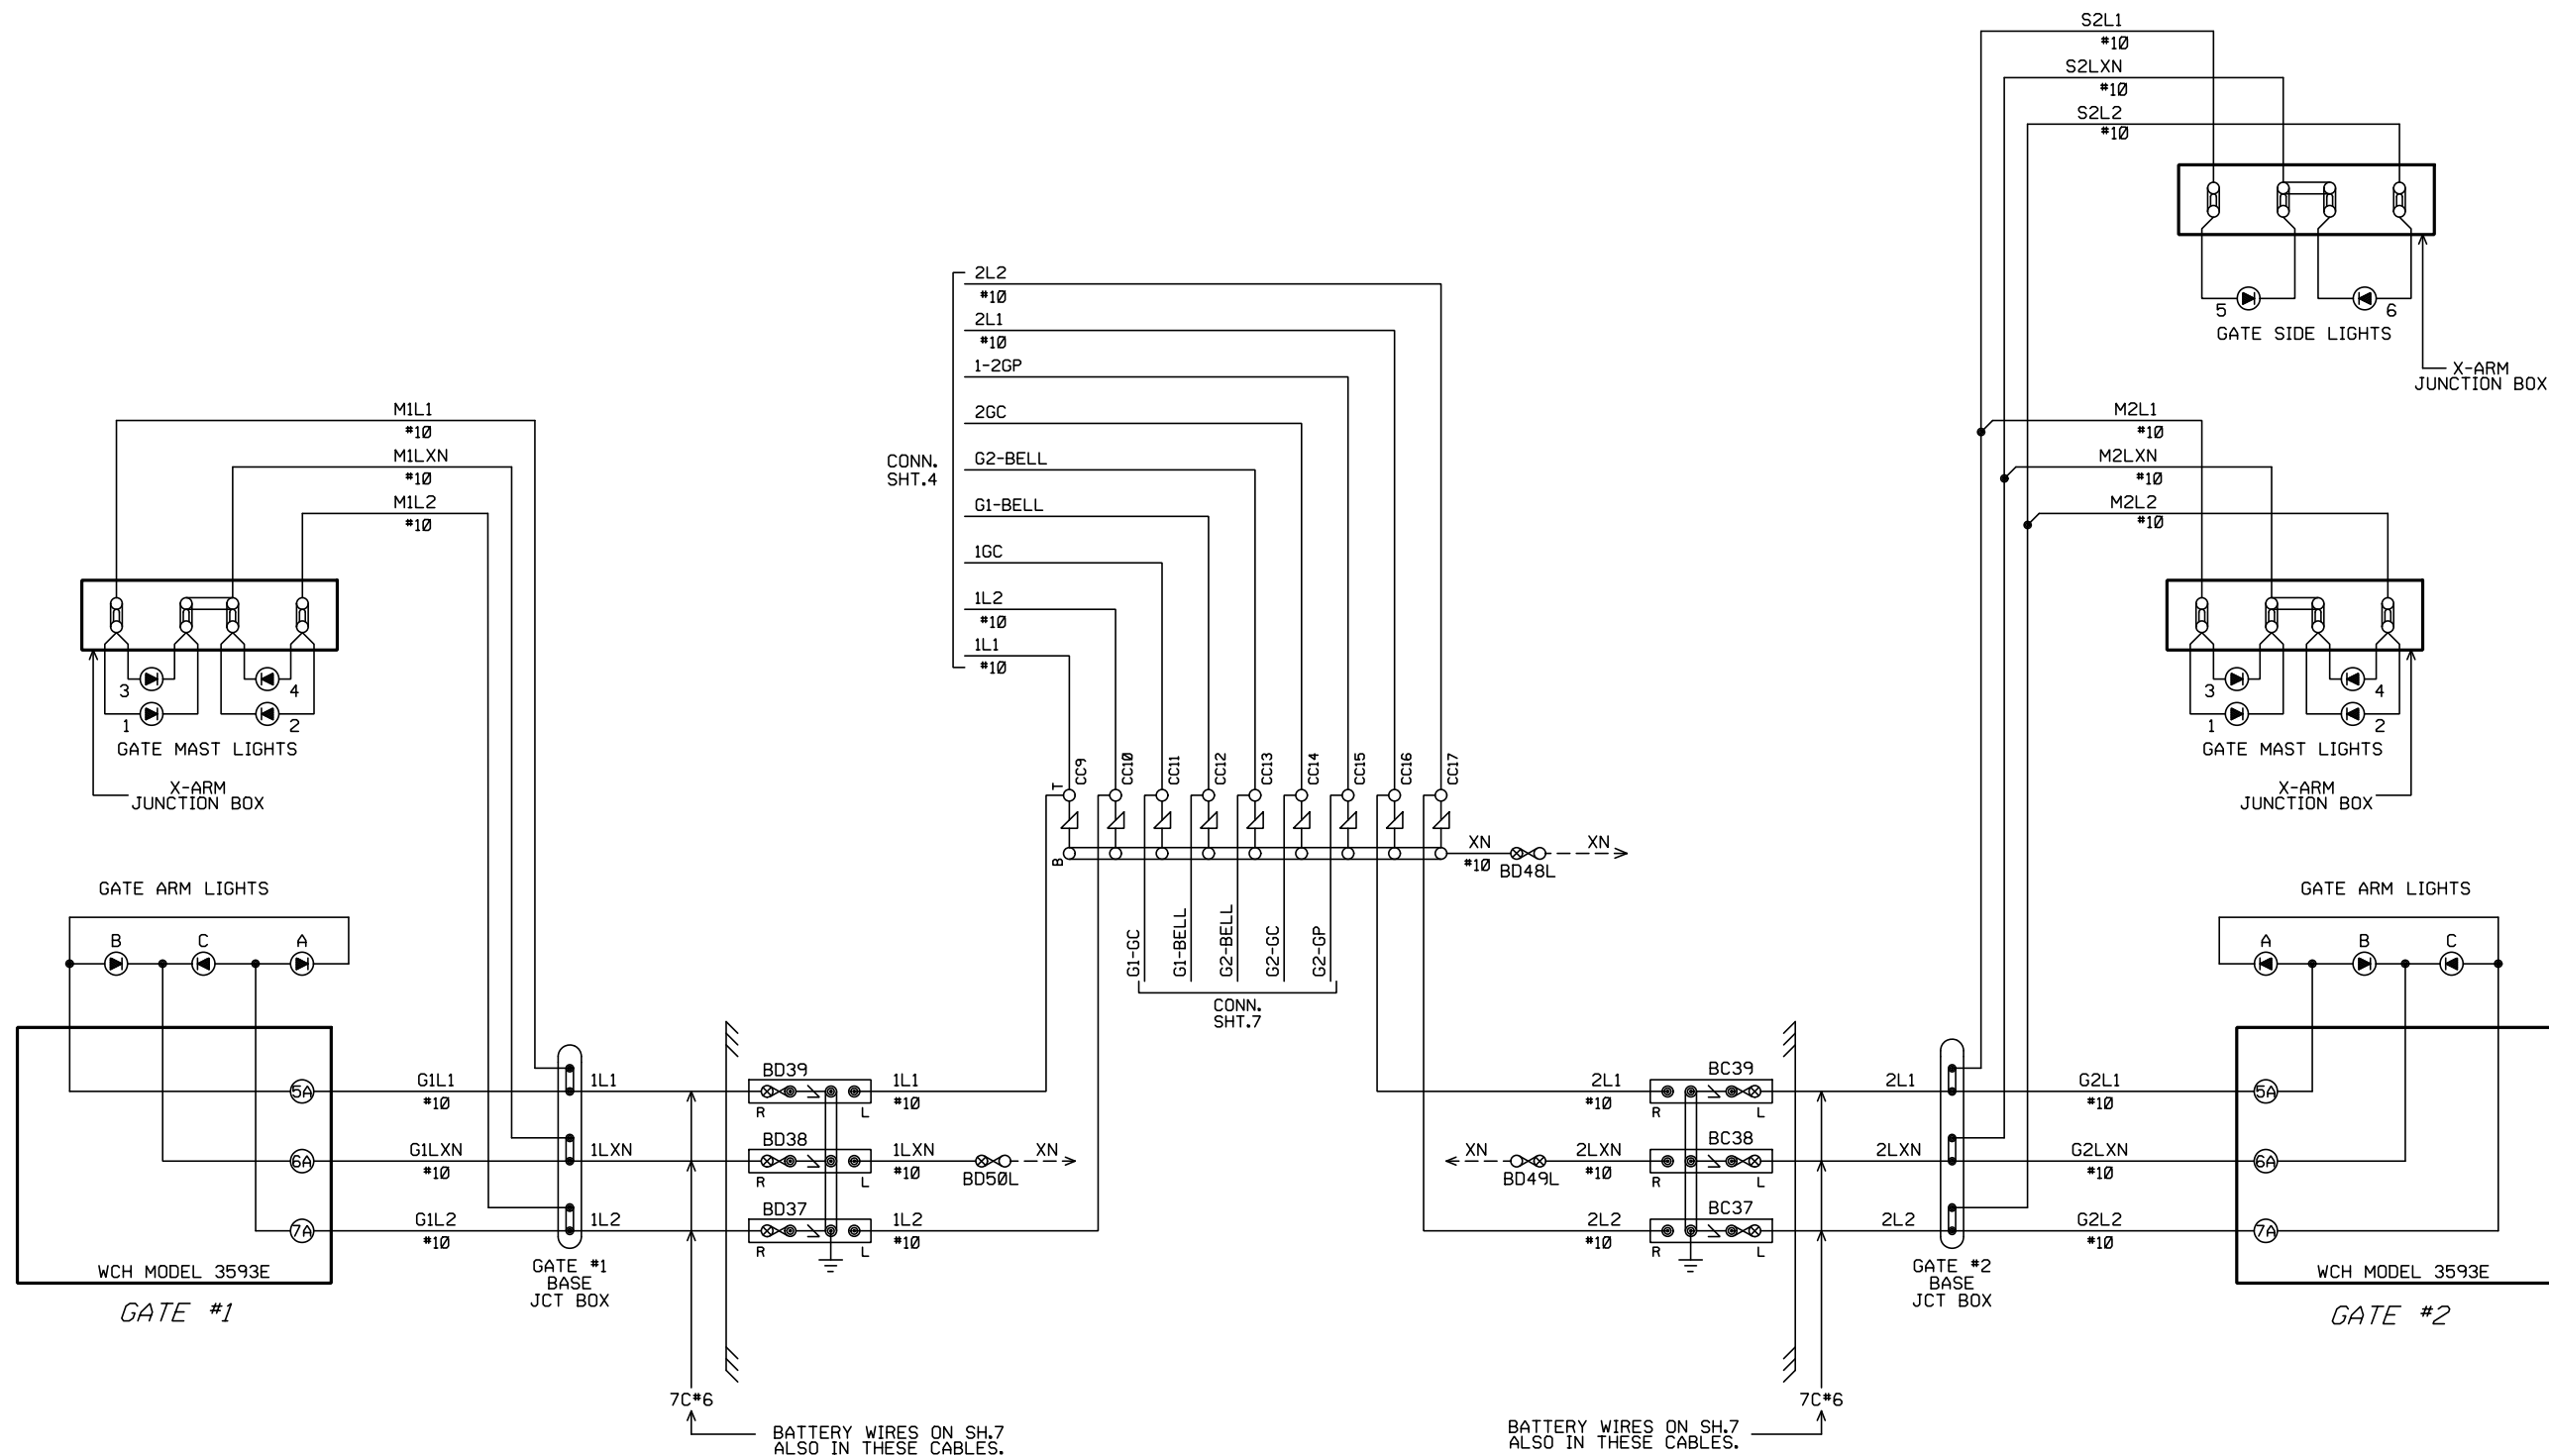 S2L1
#10
S2LXN
#10
S2L2
#10
5
6
GATE SIDE LIGHTS
X-ARM
JUNCTION BOX
2L2
#10
2L1
#10
1-2GP
2GC
G2-BELL
G1-BELL
1GC
1L2
#10
1L1
#10
CONN.
SHT.4
M1L1
#10
M1LXN
#10
M1L2
#10
3
4
1
2
GATE MAST LIGHTS
X-ARM
JUNCTION BOX
M2L1
#10
M2LXN
#10
M2L2
#10
3
4
1
2
GATE MAST LIGHTS
X-ARM
JUNCTION BOX
T
CC9
CC10
CC11
CC12
CC13
CC14
CC15
CC16
CC17
B
XN
#10
BD48L
XN
G1-GC
G1-BELL
G2-BELL
G2-GC
G2-GP
CONN.
SHT.7
GATE ARM LIGHTS
B
C
A
5A
6A
7A
WCH MODEL 3593E
GATE #1
G1L1
#10
G1LXN
#10
G1L2
#10
1L1
1LXN
1L2
GATE #1
BASE
JCT BOX
BD39
R
L
BD38
R
L
BD37
R
L
1L1
#10
1LXN
#10
1L2
#10
BD50L
XN
7C#6
BATTERY WIRES ON SH.7
ALSO IN THESE CABLES.
XN
BD49L
2L1
#10
2LXN
#10
2L2
#10
BC39
R
L
BC38
R
L
BC37
R
L
2L1
2LXN
2L2
GATE #2
BASE
JCT BOX
G2L1
#10
G2LXN
#10
G2L2
#10
7C#6
BATTERY WIRES ON SH.7
ALSO IN THESE CABLES.
GATE ARM LIGHTS
A
B
C
5A
6A
7A
WCH MODEL 3593E
GATE #2